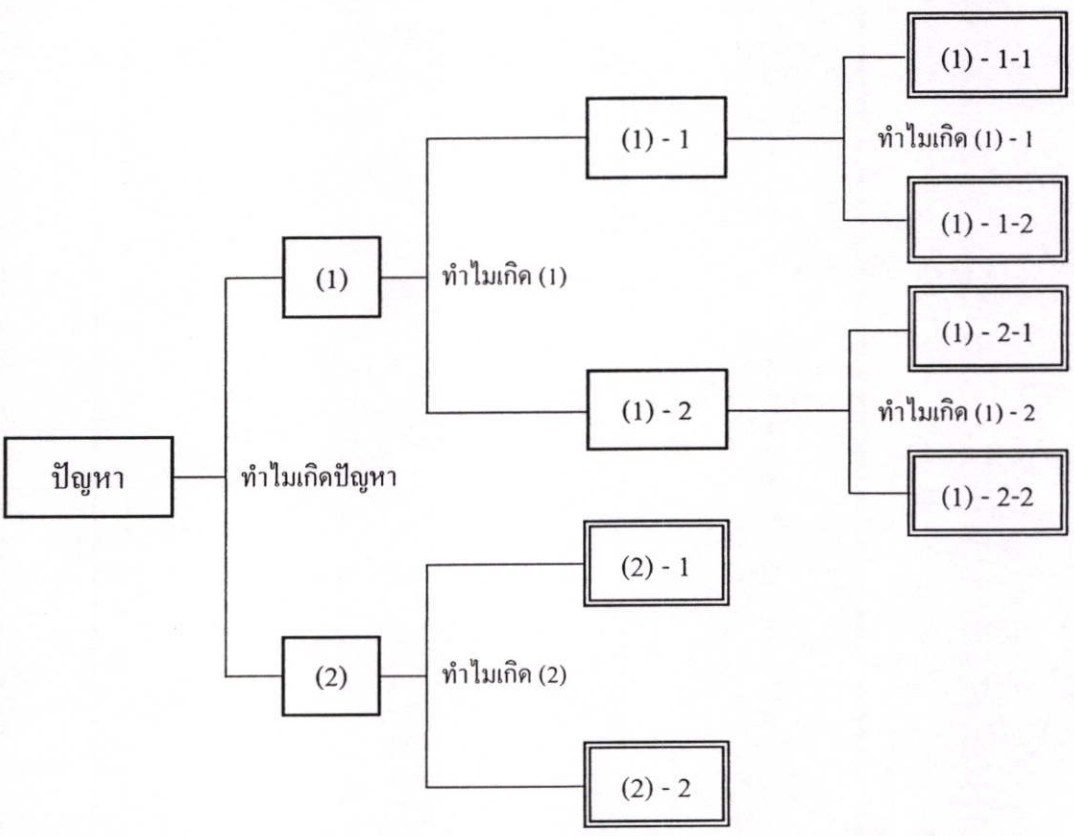 (1) - 1-1
(1) - 1
ทำไมเกิด (1) - 1
(1) - 1-2
(1)
ทำไมเกิด (1)
(1) - 2-1
(1) - 2
ทำไมเกิด (1) - 2
ปัญหา
ทำไมเกิดปัญหา
(1) - 2-2
(2) - 1
(2)
ทำไมเกิด (2)
(2) - 2